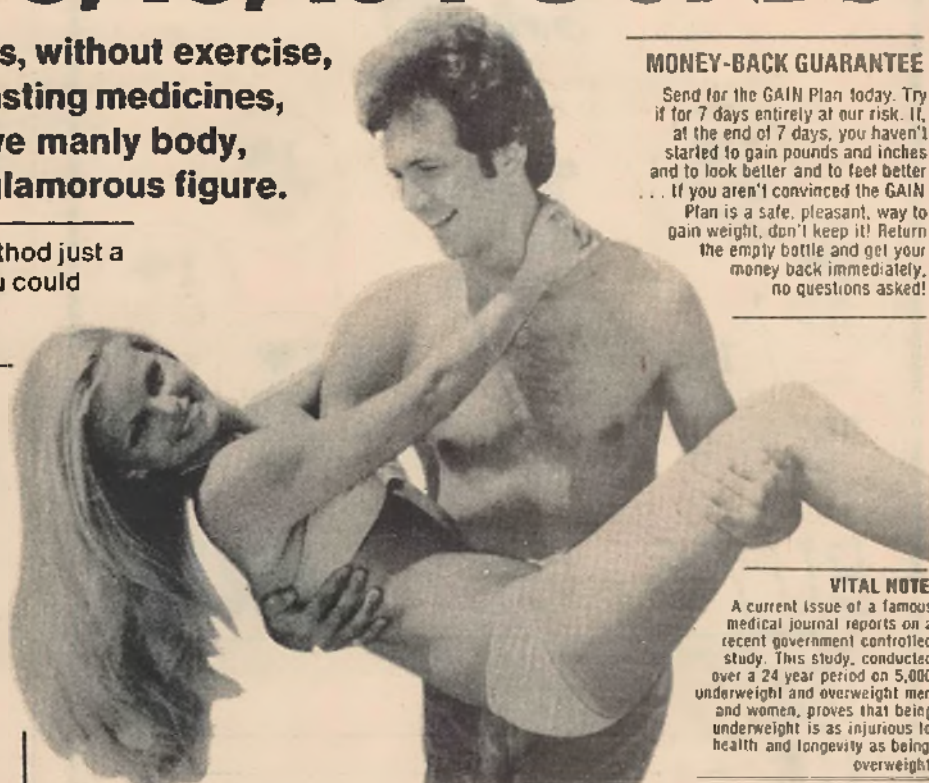 s, without exercise,
sting medicines,
ve manly body,
lamorous figure.
thod just a
u could
MONEY-BACK GUARANTEE
Send for the GAIN Plan today. Try
it for 7 days entirely at our risk. If,
at the end of 7 days, you haven't
started to gain pounds and inches
and to look better and to feel better
. . . If you aren't convinced the GAIN
Plan is a safe, pleasant, way to
gain weight, don't keep it! Return
the empty bottle and get your
money back immediately,
no questions asked!
VITAL NOTE
A current issue of a famous
medical journal reports on a
recent government controlled
study. This study, conducted
over a 24 year period on 5,000
underweight and overweight men
and women, proves that being
underweight is as injurious to
health and longevity as being
overweight